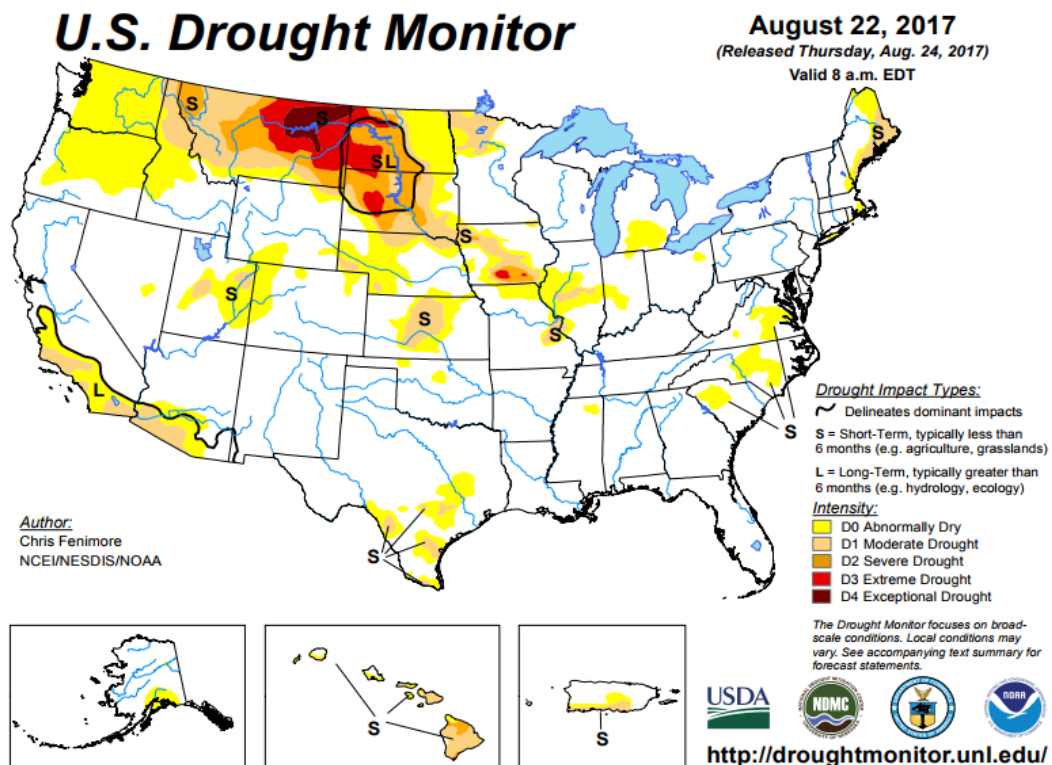 U.S. Drought Monitor
August 22, 2017
(Released Thursday, Aug. 24, 2017)
Valid 8 a.m. EDT
S
S
S L
S
S
S
S
S
L
S
S
Drought Impact Types:
Delineates dominant impacts
S = Short-Term, typically less than
6 months (e.g. agriculture, grasslands)
L = Long-Term, typically greater than
6 months (e.g. hydrology, ecology)
Intensity:
D0 Abnormally Dry
D1 Moderate Drought
D2 Severe Drought
D3 Extreme Drought
D4 Exceptional Drought
Author:
Chris Fenimore
NCEI/NESDIS/NOAA
The Drought Monitor focuses on broad-
scale conditions. Local conditions may
vary. See accompanying text summary for
forecast statements.
S
S
USDA
NDMC
NOAA
http://droughtmonitor.unl.edu/